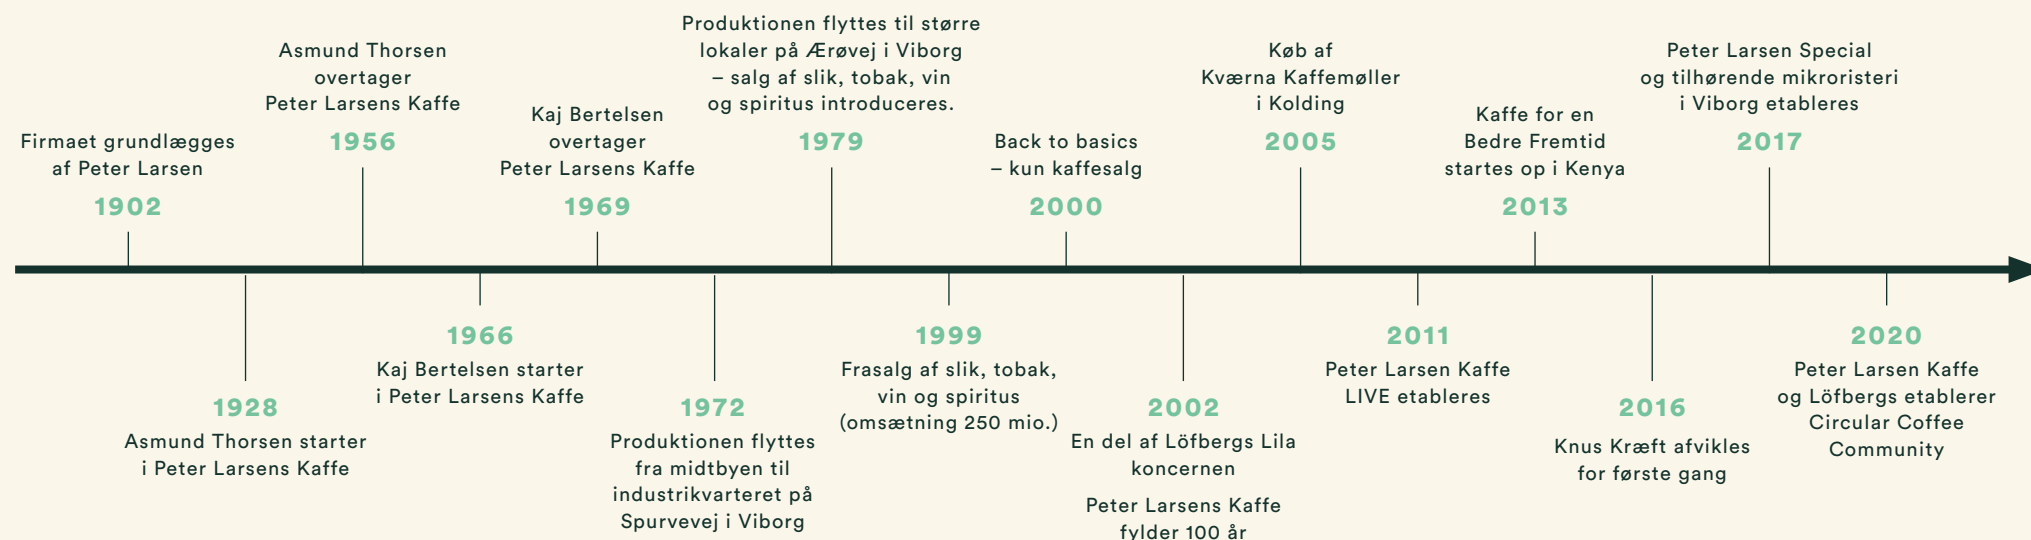 Firmaet grundlægges
af Peter Larsen
1902
Asmund Thorsen starter
i Peter Larsens Kaffe
1928
Asmund Thorsen
overtager
Peter Larsens Kaffe
1956
1966
Kaj Bertelsen starter
i Peter Larsens Kaffe
Kaj Bertelsen
overtager
Peter Larsens Kaffe
1969
1972
Produktionen flyttes
fra midtbyen til
industrikvarteret på
Spurvevej i Viborg
Produktionen flyttes til større
lokaler på Ærøvej i Viborg
– salg af slik, tobak, vin
og spiritus introduceres.
1979
1999
Frasalg af slik, tobak,
vin og spiritus
(omsætning 250 mio.)
Back to basics
– kun kaffesalg
2000
2002
En del af Löfbergs Lila
koncernen
Peter Larsens Kaffe
fylder 100 år
Køb af
Kværna Kaffemøller
i Kolding
2005
2011
Peter Larsen Kaffe
LIVE etableres
Kaffe for en
Bedre Fremtid
startes op i Kenya
2013
2016
Knus Kræft afvikles
for første gang
Peter Larsen Special
og tilhørende mikroristeri
i Viborg etableres
2017
2020
Peter Larsen Kaffe
og Löfbergs etablerer
Circular Coffee
Community